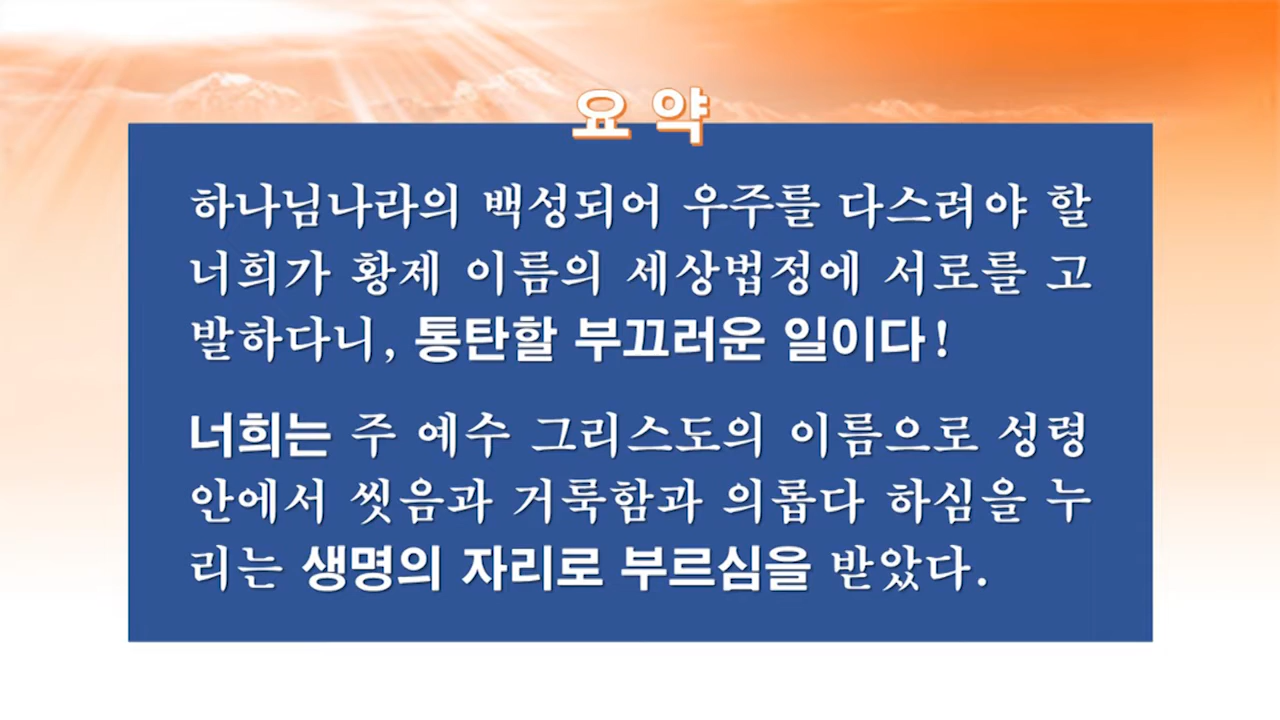 요 약
하나님나라의 백성되어 우주를 다스려야 할
너희가 황제 이름의 세상법정에 서로를 고
발하다니, 통탄할 부끄러운 일이다!
너희는 주 예수 그리스도의 이름으로 성령
안에서 씻음과 거룩함과 의롭다 하심을 누
리는 생명의 자리로 부르심을 받았다.